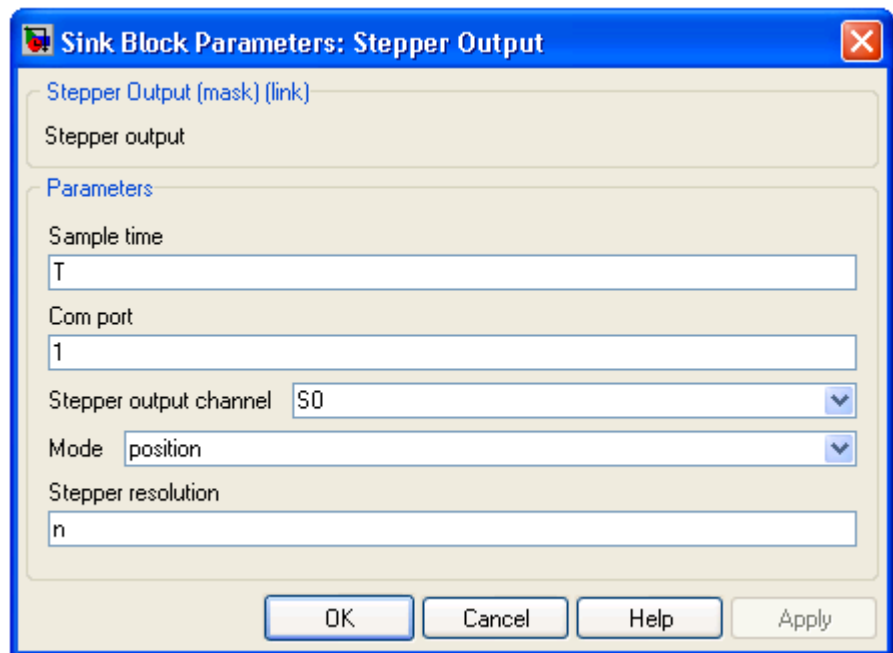 Sink Block Parameters: Stepper Output
Stepper Output (mask) (link)
Stepper output
Parameters
Sample time
T
Com port
1
Stepper output channel S0
Mode position
Stepper resolution
n
OK Cancel Help Apply